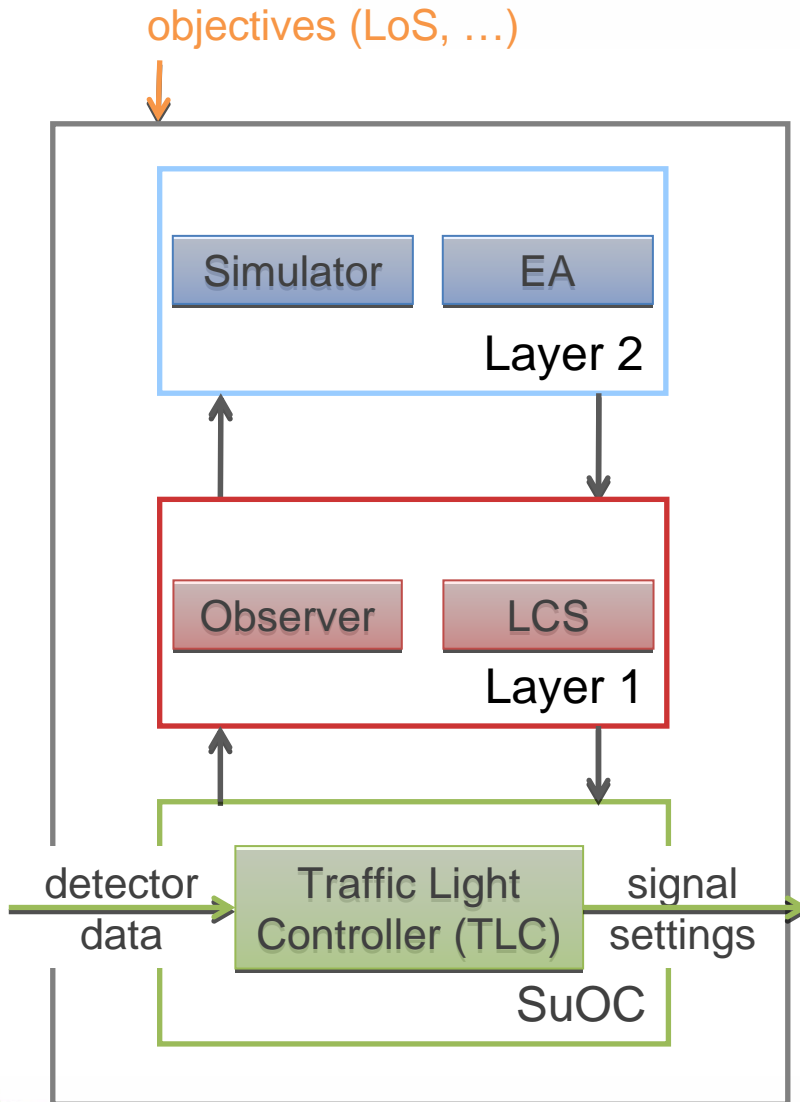 objectives (LoS, …)
Simulator
EA
Layer 2
Observer
LCS
Layer 1
detector
data
Traffic Light
Controller (TLC)
signal
settings
SuOC